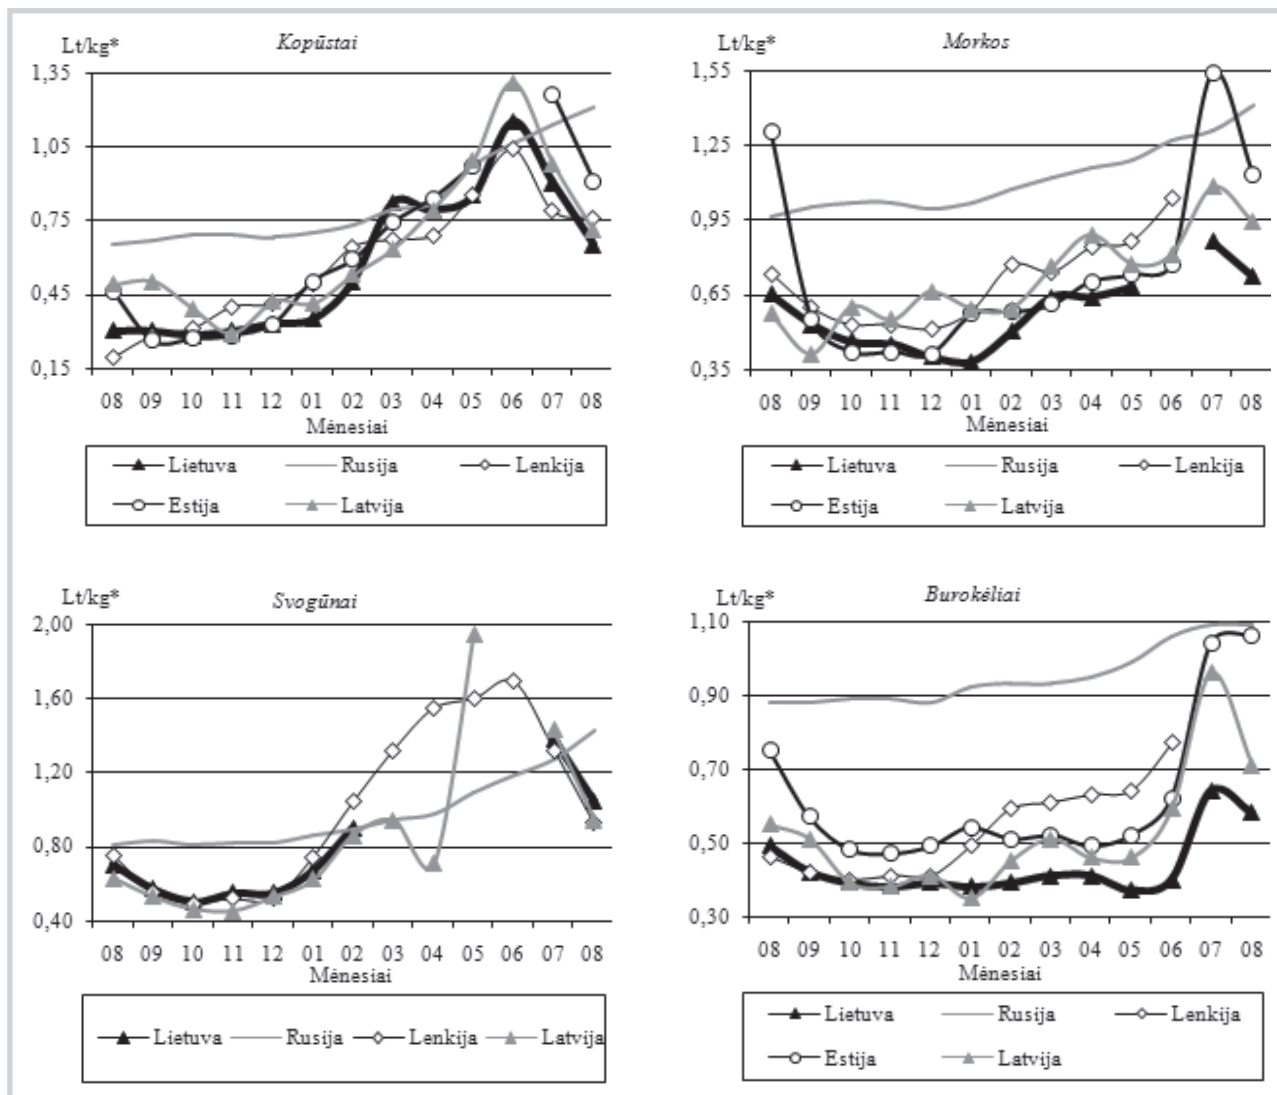 Lt/kg*
Kopūstai
1,35
1,05
0,75
0,45
0,15
08 09 10 11 12 01 02 03 04 05 06 07 08
Mėnesiai
Lietuva Rusija Lenkija
Estija Latvija
Lt/kg*
Morkos
1,55
1,25
0,95
0,65
0,35
08 09 10 11 12 01 02 03 04 05 06 07 08
Mėnesiai
Lietuva Rusija Lenkija
Estija Latvija
Lt/kg*
Svogūnai
2,00
1,60
1,20
0,80
0,40
08 09 10 11 12 01 02 03 04 05 06 07 08
Mėnesiai
Lietuva Rusija Lenkija Latvija
Lt/kg*
Burokėliai
1,10
0,90
0,70
0,50
0,30
08 09 10 11 12 01 02 03 04 05 06 07 08
Mėnesiai
Lietuva Rusija Lenkija
Estija Latvija